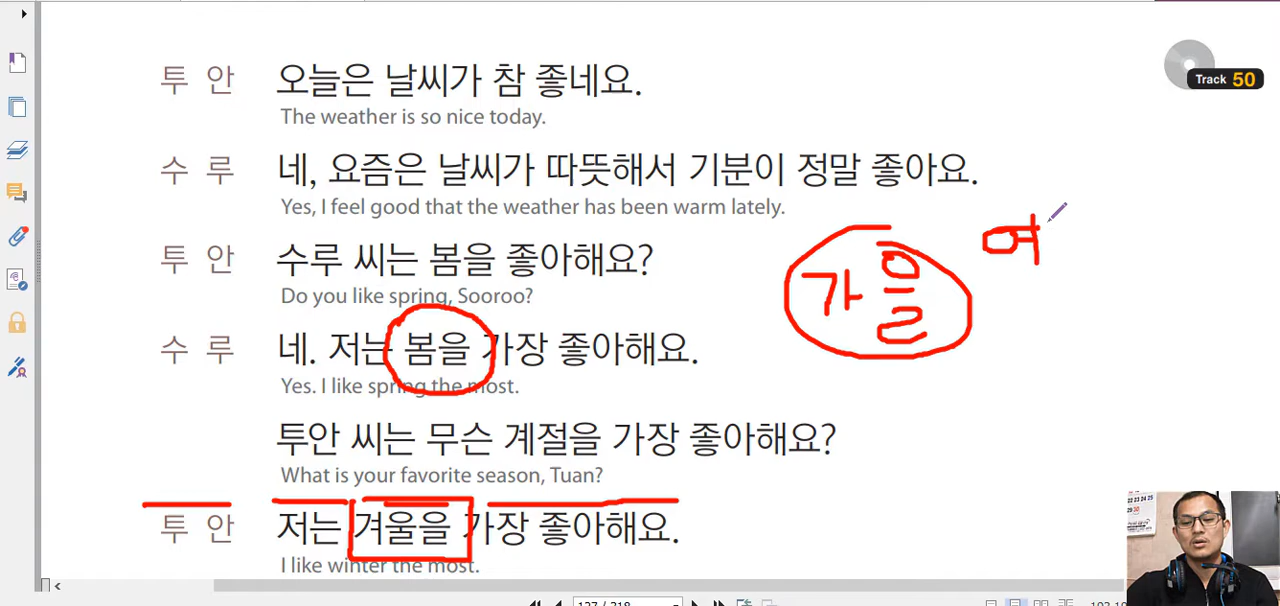 Track 50
투 안 오늘은 날씨가 참 좋네요.
The weather is so nice today.
수 루 네, 요즘은 날씨가 따뜻해서 기분이 정말 좋아요.
Yes, I feel good that the weather has been warm lately.
투 안 수루 씨는 봄을 좋아해요?
Do you like spring, Sooroo?
가을
여
수 루 네. 저는 봄을 가장 좋아해요.
Yes. I like spring the most.
투안 씨는 무슨 계절을 가장 좋아해요?
What is your favorite season, Tuan?
투 안 저는 겨울을 가장 좋아해요.
I like winter the most.
127 / 318